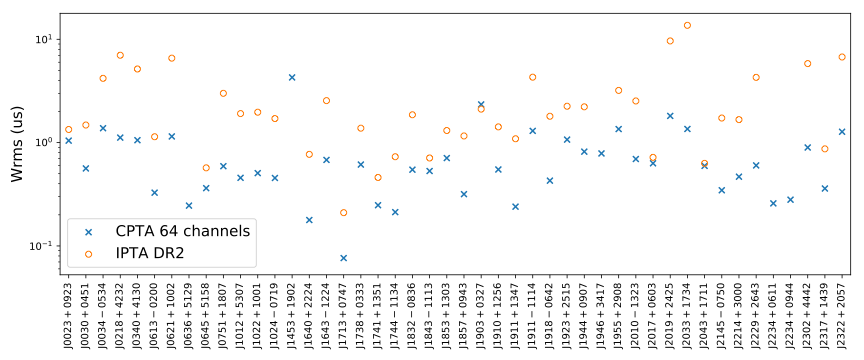 Wrms (us)
10¹
10⁰
10⁻¹
CPTA 64 channels
IPTA DR2
J0023 + 0923
J0030 + 0451
J0034 − 0534
J0218 + 4232
J0340 + 4130
J0613 − 0200
J0621 + 1002
J0636 + 5129
J0645 + 5158
J0751 + 1807
J1012 + 5307
J1022 + 1001
J1024 − 0719
J1453 + 1902
J1640 + 2224
J1643 − 1224
J1713 + 0747
J1738 + 0333
J1741 + 1351
J1744 − 1134
J1832 − 0836
J1843 − 1113
J1853 + 1303
J1857 + 0943
J1903 + 0327
J1910 + 1256
J1911 + 1347
J1911 − 1114
J1918 − 0642
J1923 + 2515
J1944 + 0907
J1946 + 3417
J1955 + 2908
J2010 − 1323
J2017 + 0603
J2019 + 2425
J2033 + 1734
J2043 + 1711
J2145 − 0750
J2214 + 3000
J2229 + 2643
J2234 + 0611
J2234 + 0944
J2302 + 4442
J2317 + 1439
J2322 + 2057